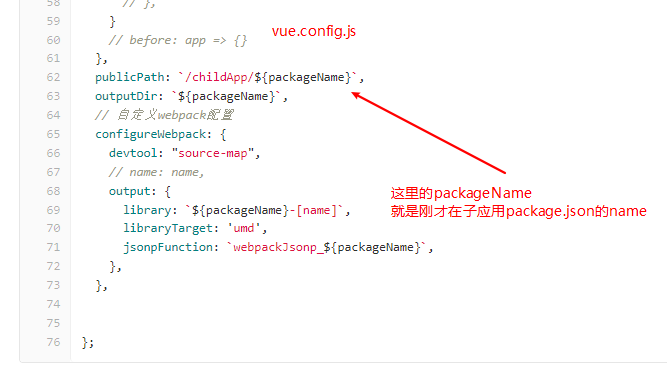 58 // },
59 }
60 // before: app => {}
vue.config.js
61 },
62 publicPath: `/childApp/${packageName}`,
63 outputDir: `${packageName}`,
64 // 自定义webpack配置
65 configureWebpack: {
66 devtool: "source-map",
67 // name: name,
68 output: {
69 library: `${packageName}-[name]`,
70 libraryTarget: 'umd',
71 jsonpFunction: `webpackJsonp_${packageName}`,
72 },
73 },
74
75
76 };
这里的packageName
就是刚才在子应用package.json的name